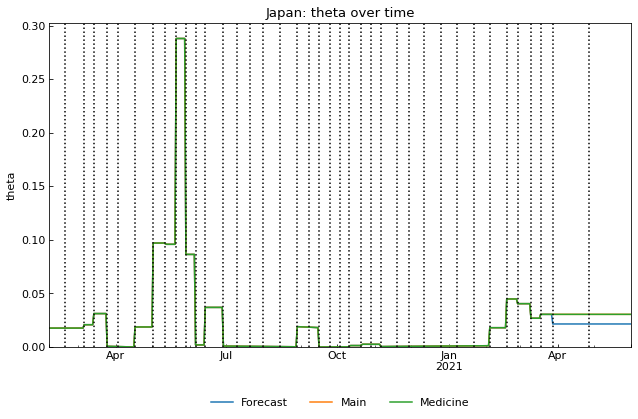 Japan: theta over time
0.30
0.25
0.20
0.15
0.10
0.05
0.00
theta
Apr Jul Oct Jan Apr
2021
Forecast Main Medicine